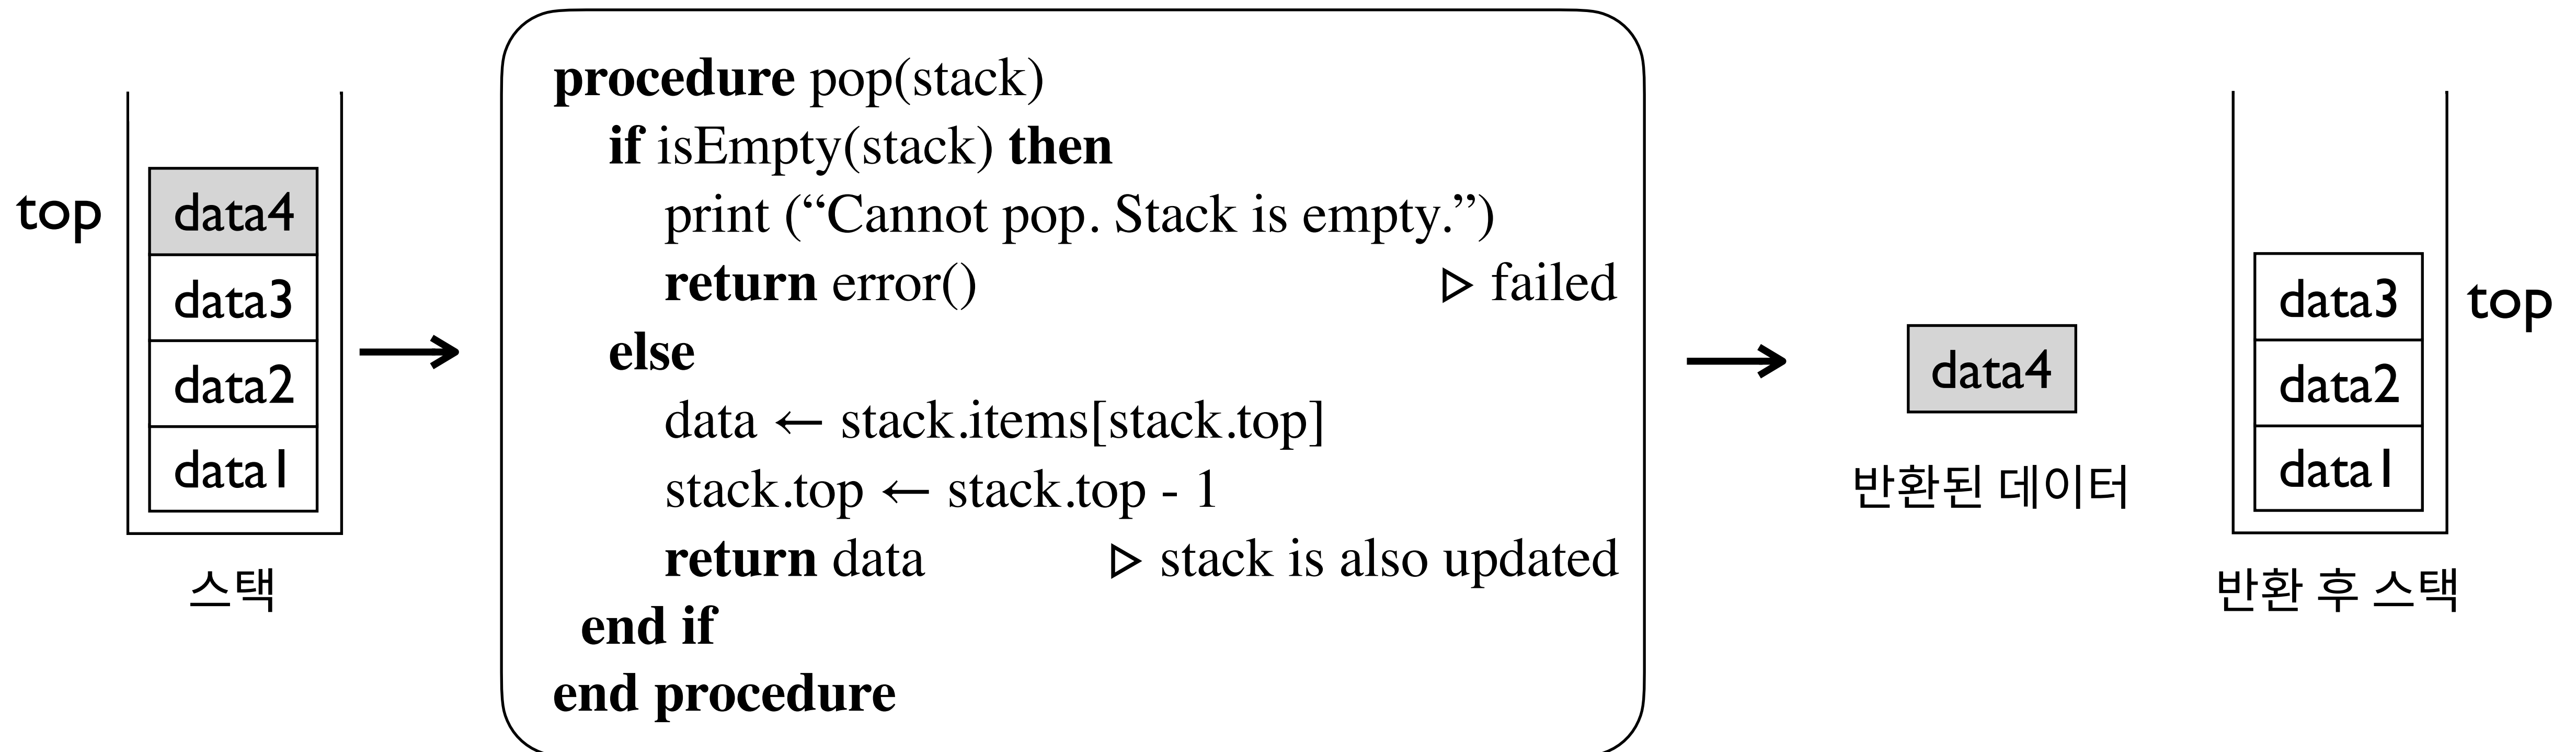 top
data4
data3
data2
data1
스택
procedure pop(stack)
if isEmpty(stack) then
print (“Cannot pop. Stack is empty.”)
return error() ▷ failed
else
data ← stack.items[stack.top]
stack.top ← stack.top - 1
return data ▷ stack is also updated
end if
end procedure
data4
반환된 데이터
data3
top
data2
data1
반환 후 스택